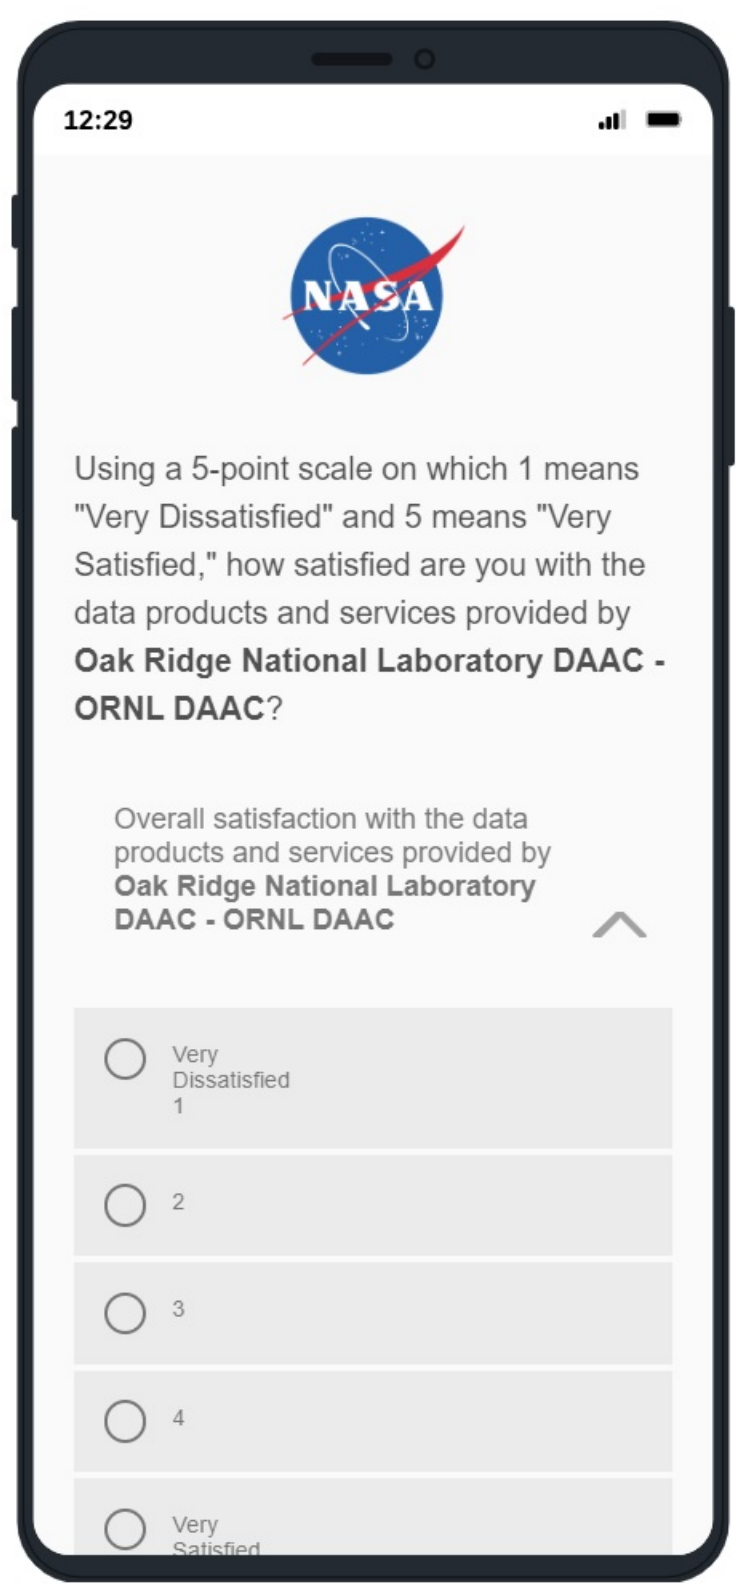 12:29
NASA
Using a 5-point scale on which 1 means
"Very Dissatisfied" and 5 means "Very
Satisfied," how satisfied are you with the
data products and services provided by
Oak Ridge National Laboratory DAAC -
ORNL DAAC?
Overall satisfaction with the data
products and services provided by
Oak Ridge National Laboratory
DAAC - ORNL DAAC
Very
Dissatisfied
1
2
3
4
Very
Satisfied